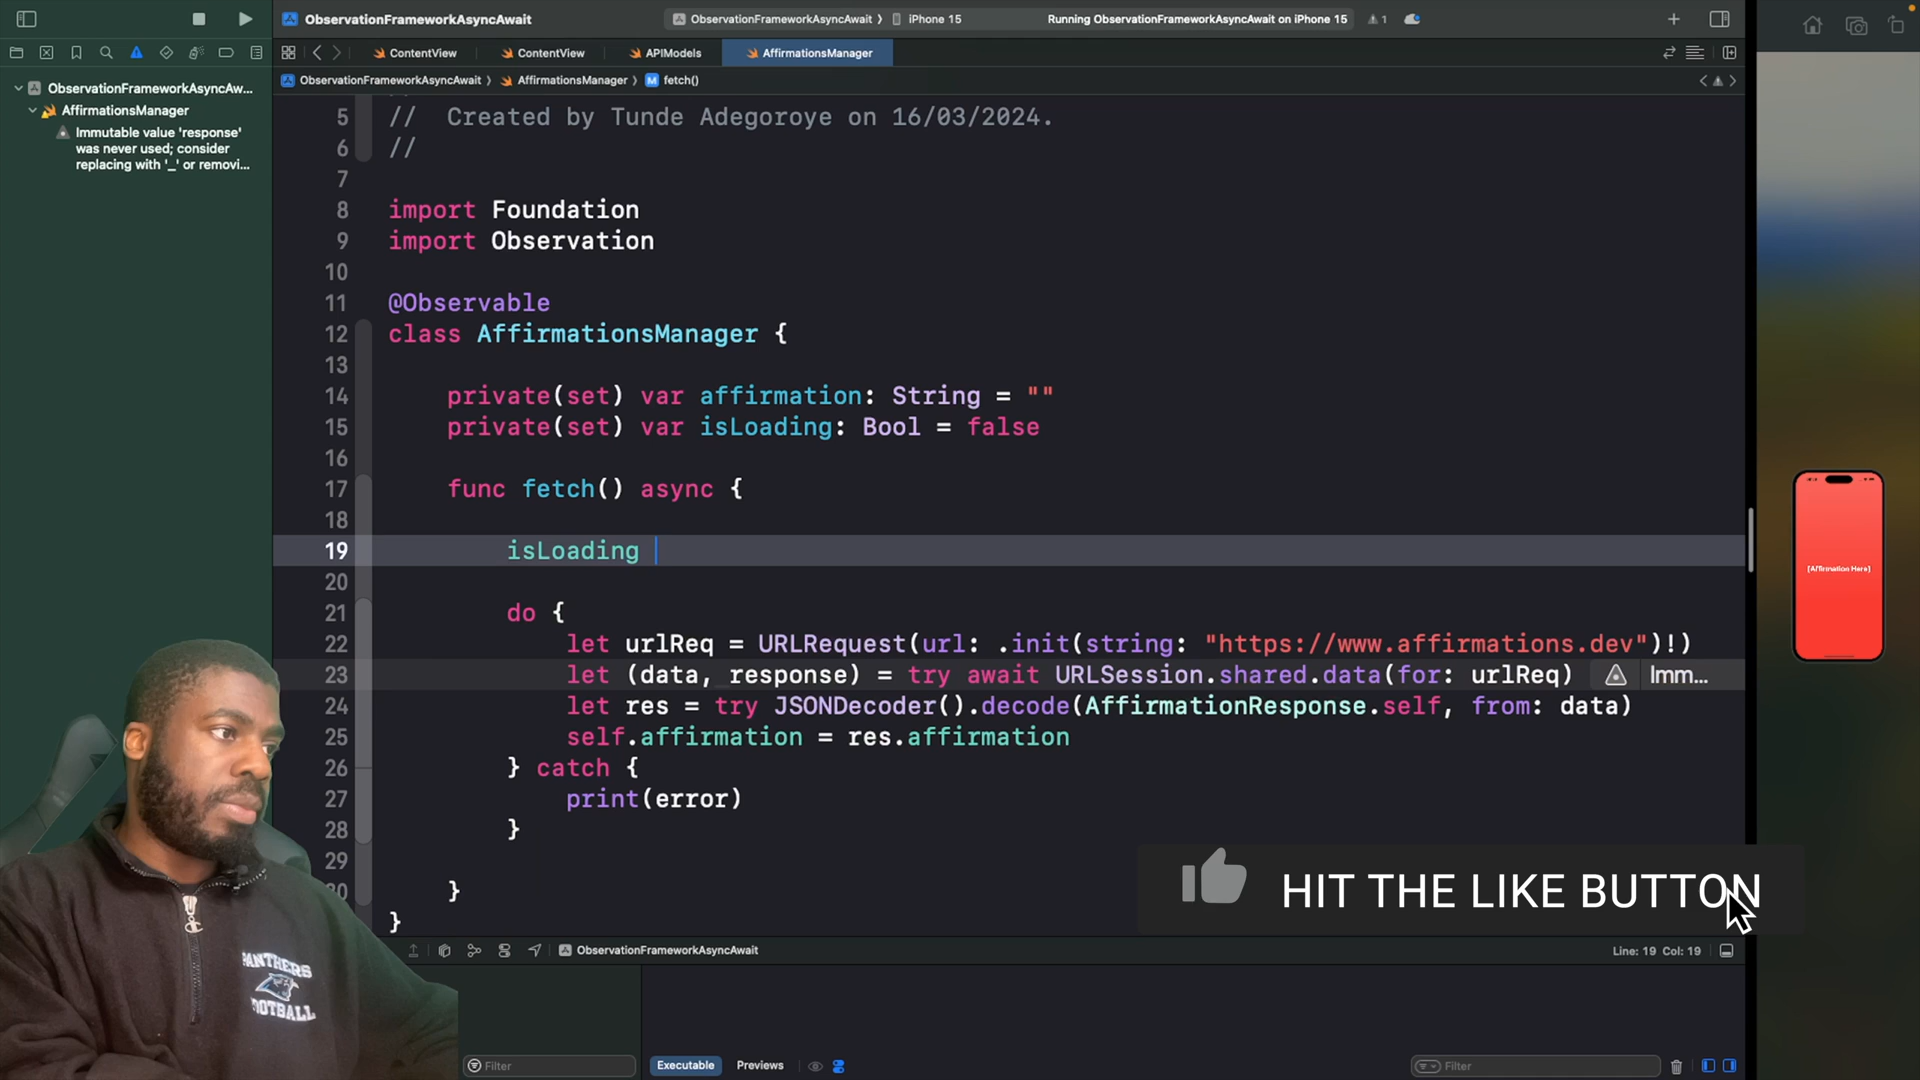 ObservationFrameworkAsyncAwait
ObservationFrameworkAsyncAwait 〉 iPhone 15
Running ObservationFrameworkAsyncAwait on iPhone 15
1
ContentView
ContentView
APIModels
AffirmationsManager
ObservationFrameworkAsyncAwait 〉 AffirmationsManager 〉 M fetch()
ObservationFrameworkAsyncAw...
AffirmationsManager
Immutable value 'response'
was never used; consider
replacing with '_' or removi...
5 //  Created by Tunde Adegoroye on 16/03/2024.
6 //
7
8 import Foundation
9 import Observation
10
11 @Observable
12 class AffirmationsManager {
13
14 private(set) var affirmation: String = ""
15 private(set) var isLoading: Bool = false
16
17 func fetch() async {
18
19 isLoading
20
21 do {
22 let urlReq = URLRequest(url: .init(string: "https://www.affirmations.dev")!)
23 let (data, response) = try await URLSession.shared.data(for: urlReq) Imm...
24 let res = try JSONDecoder().decode(AffirmationResponse.self, from: data)
25 self.affirmation = res.affirmation
26 } catch {
27 print(error)
28 }
29
}
}
[Affirmation Here]
HIT THE LIKE BUTTON
PANTHERS
FOOTBALL
ObservationFrameworkAsyncAwait
Line: 19 Col: 19
Filter
Executable
Previews
Filter